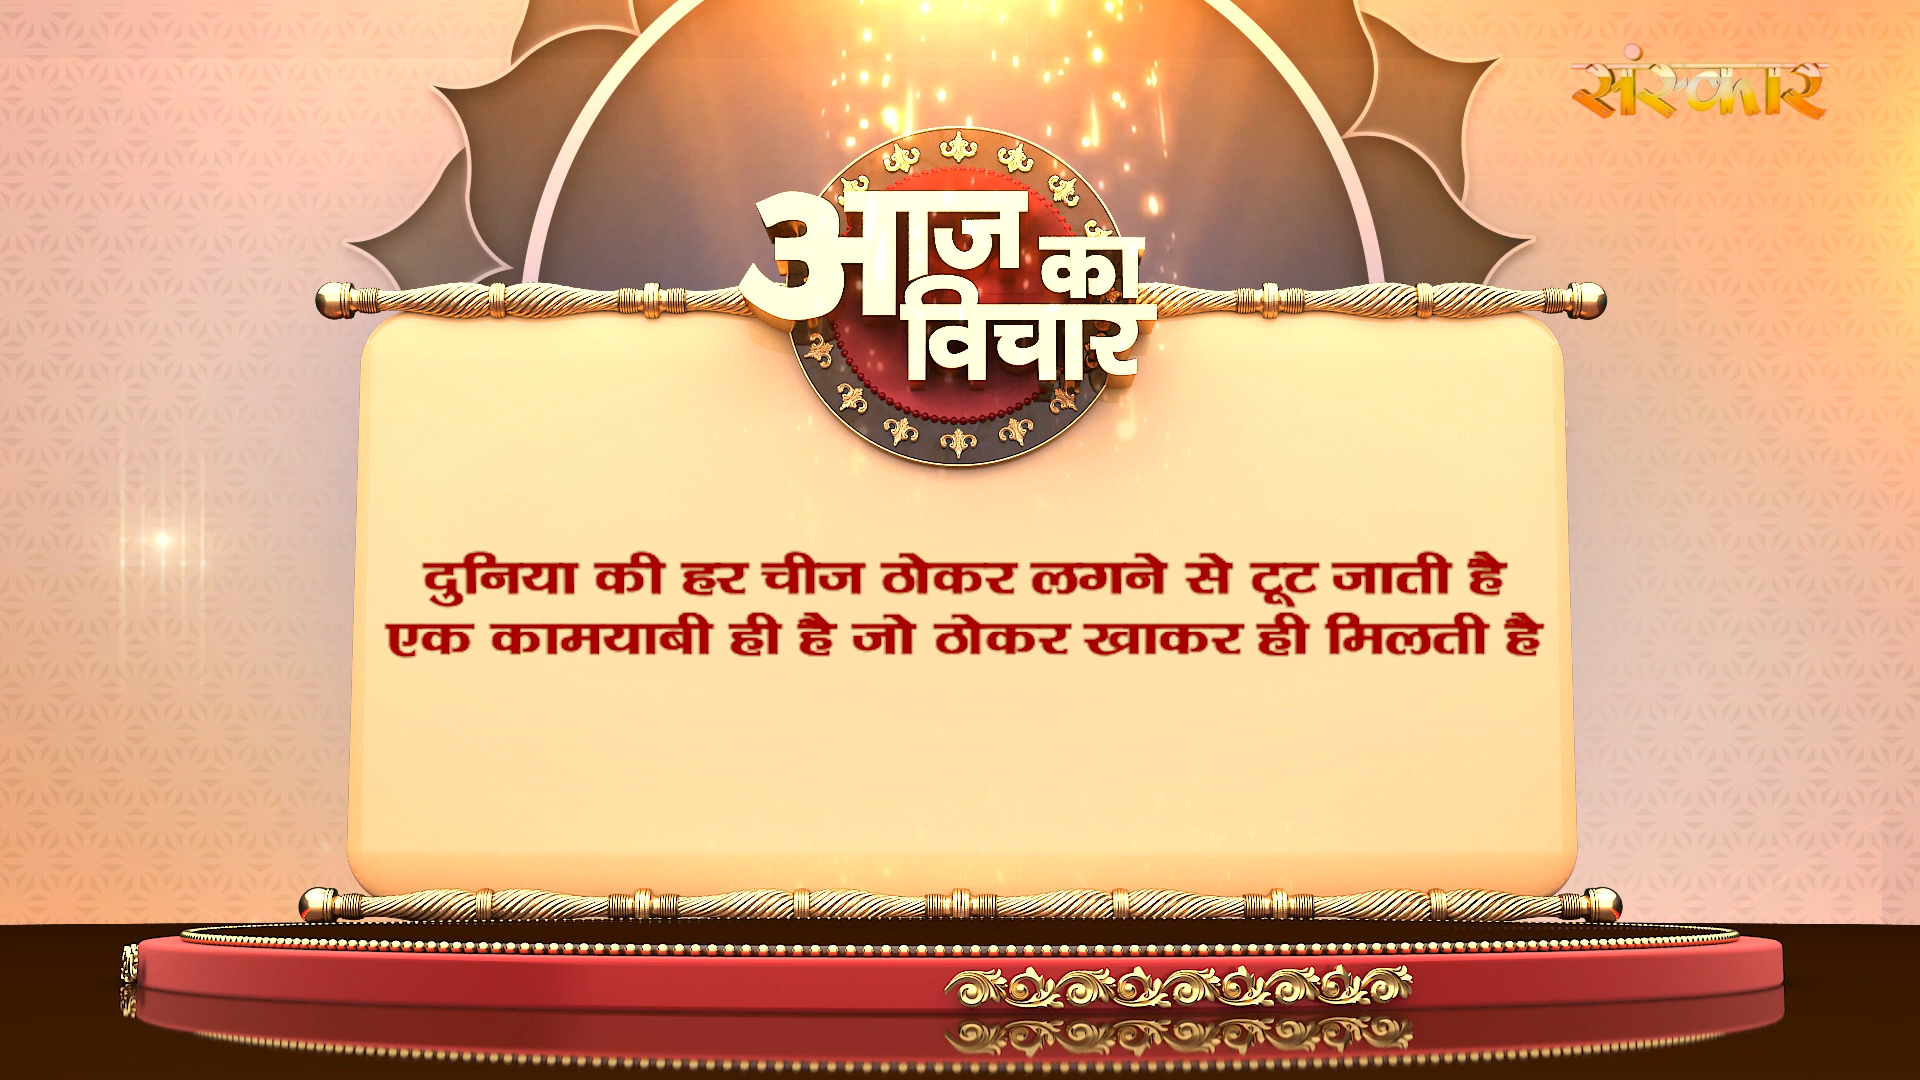 संस्कार
आज का
विचार
दुनिया की हर चीज ठोकर लगने से टूट जाती है
एक कामयाबी ही है जो ठोकर खाकर ही मिलती है